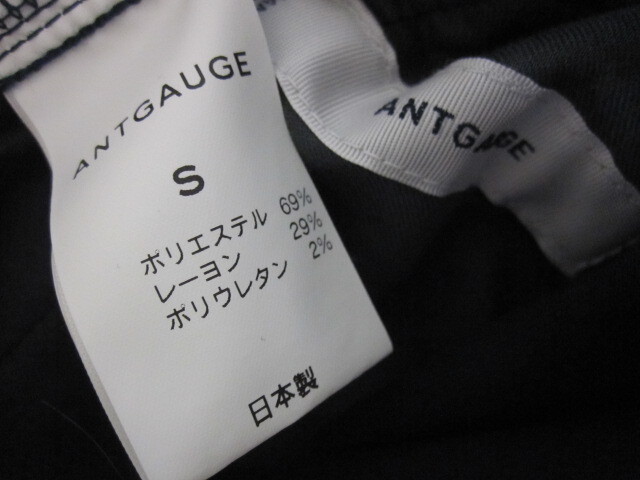 ANTGAUGE
S
ポリエステル 69%
レーヨン 29%
ポリウレタン 2%
日本製
ANTGAUGE